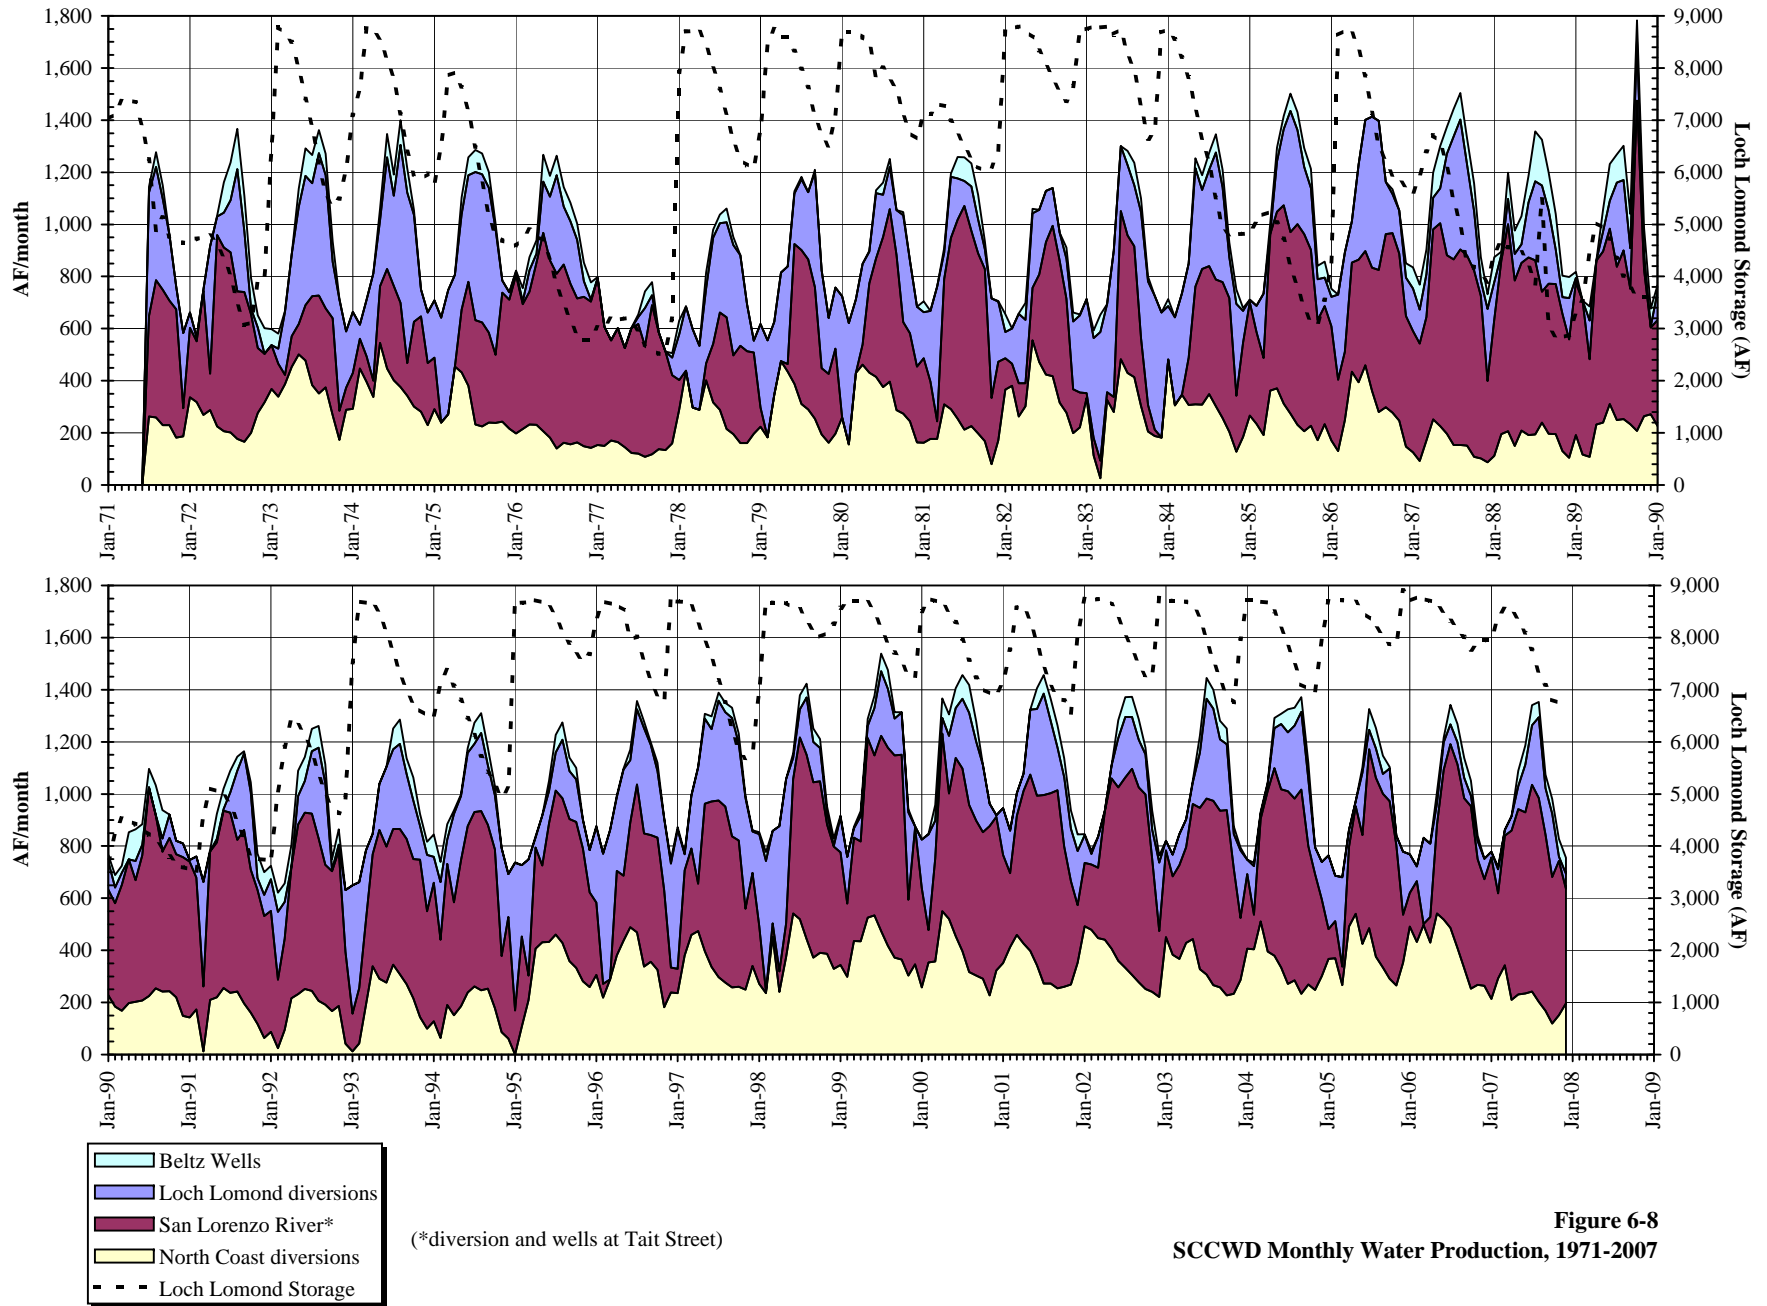 1,800
1,600
1,400
1,200
1,000
800
600
400
200
0
AF/month
9,000
8,000
7,000
6,000
5,000
4,000
3,000
2,000
1,000
0
Loch Lomond Storage (AF)
Jan-71
Jan-72
Jan-73
Jan-74
Jan-75
Jan-76
Jan-77
Jan-78
Jan-79
Jan-80
Jan-81
Jan-82
Jan-83
Jan-84
Jan-85
Jan-86
Jan-87
Jan-88
Jan-89
Jan-90
1,800
1,600
1,400
1,200
1,000
800
600
400
200
0
AF/month
9,000
8,000
7,000
6,000
5,000
4,000
3,000
2,000
1,000
0
Loch Lomond Storage (AF)
Jan-90
Jan-91
Jan-92
Jan-93
Jan-94
Jan-95
Jan-96
Jan-97
Jan-98
Jan-99
Jan-00
Jan-01
Jan-02
Jan-03
Jan-04
Jan-05
Jan-06
Jan-07
Jan-08
Jan-09
Beltz Wells
Loch Lomond diversions
San Lorenzo River*
North Coast diversions
Loch Lomond Storage
(*diversion and wells at Tait Street)
Figure 6-8
SCCWD Monthly Water Production, 1971-2007